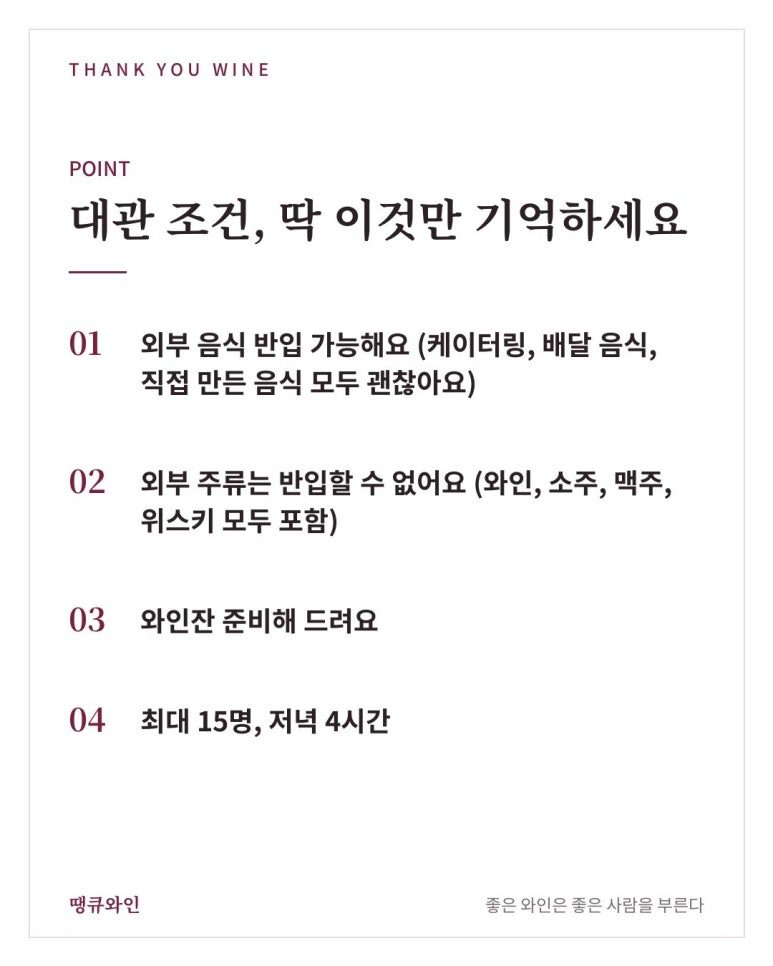 THANK YOU WINE
POINT
대관 조건, 딱 이것만 기억하세요
01 외부 음식 반입 가능해요 (케이터링, 배달 음식,
직접 만든 음식 모두 괜찮아요)
02 외부 주류는 반입할 수 없어요 (와인, 소주, 맥주,
위스키 모두 포함)
03 와인잔 준비해 드려요
04 최대 15명, 저녁 4시간
땡큐와인 좋은 와인은 좋은 사람을 부른다